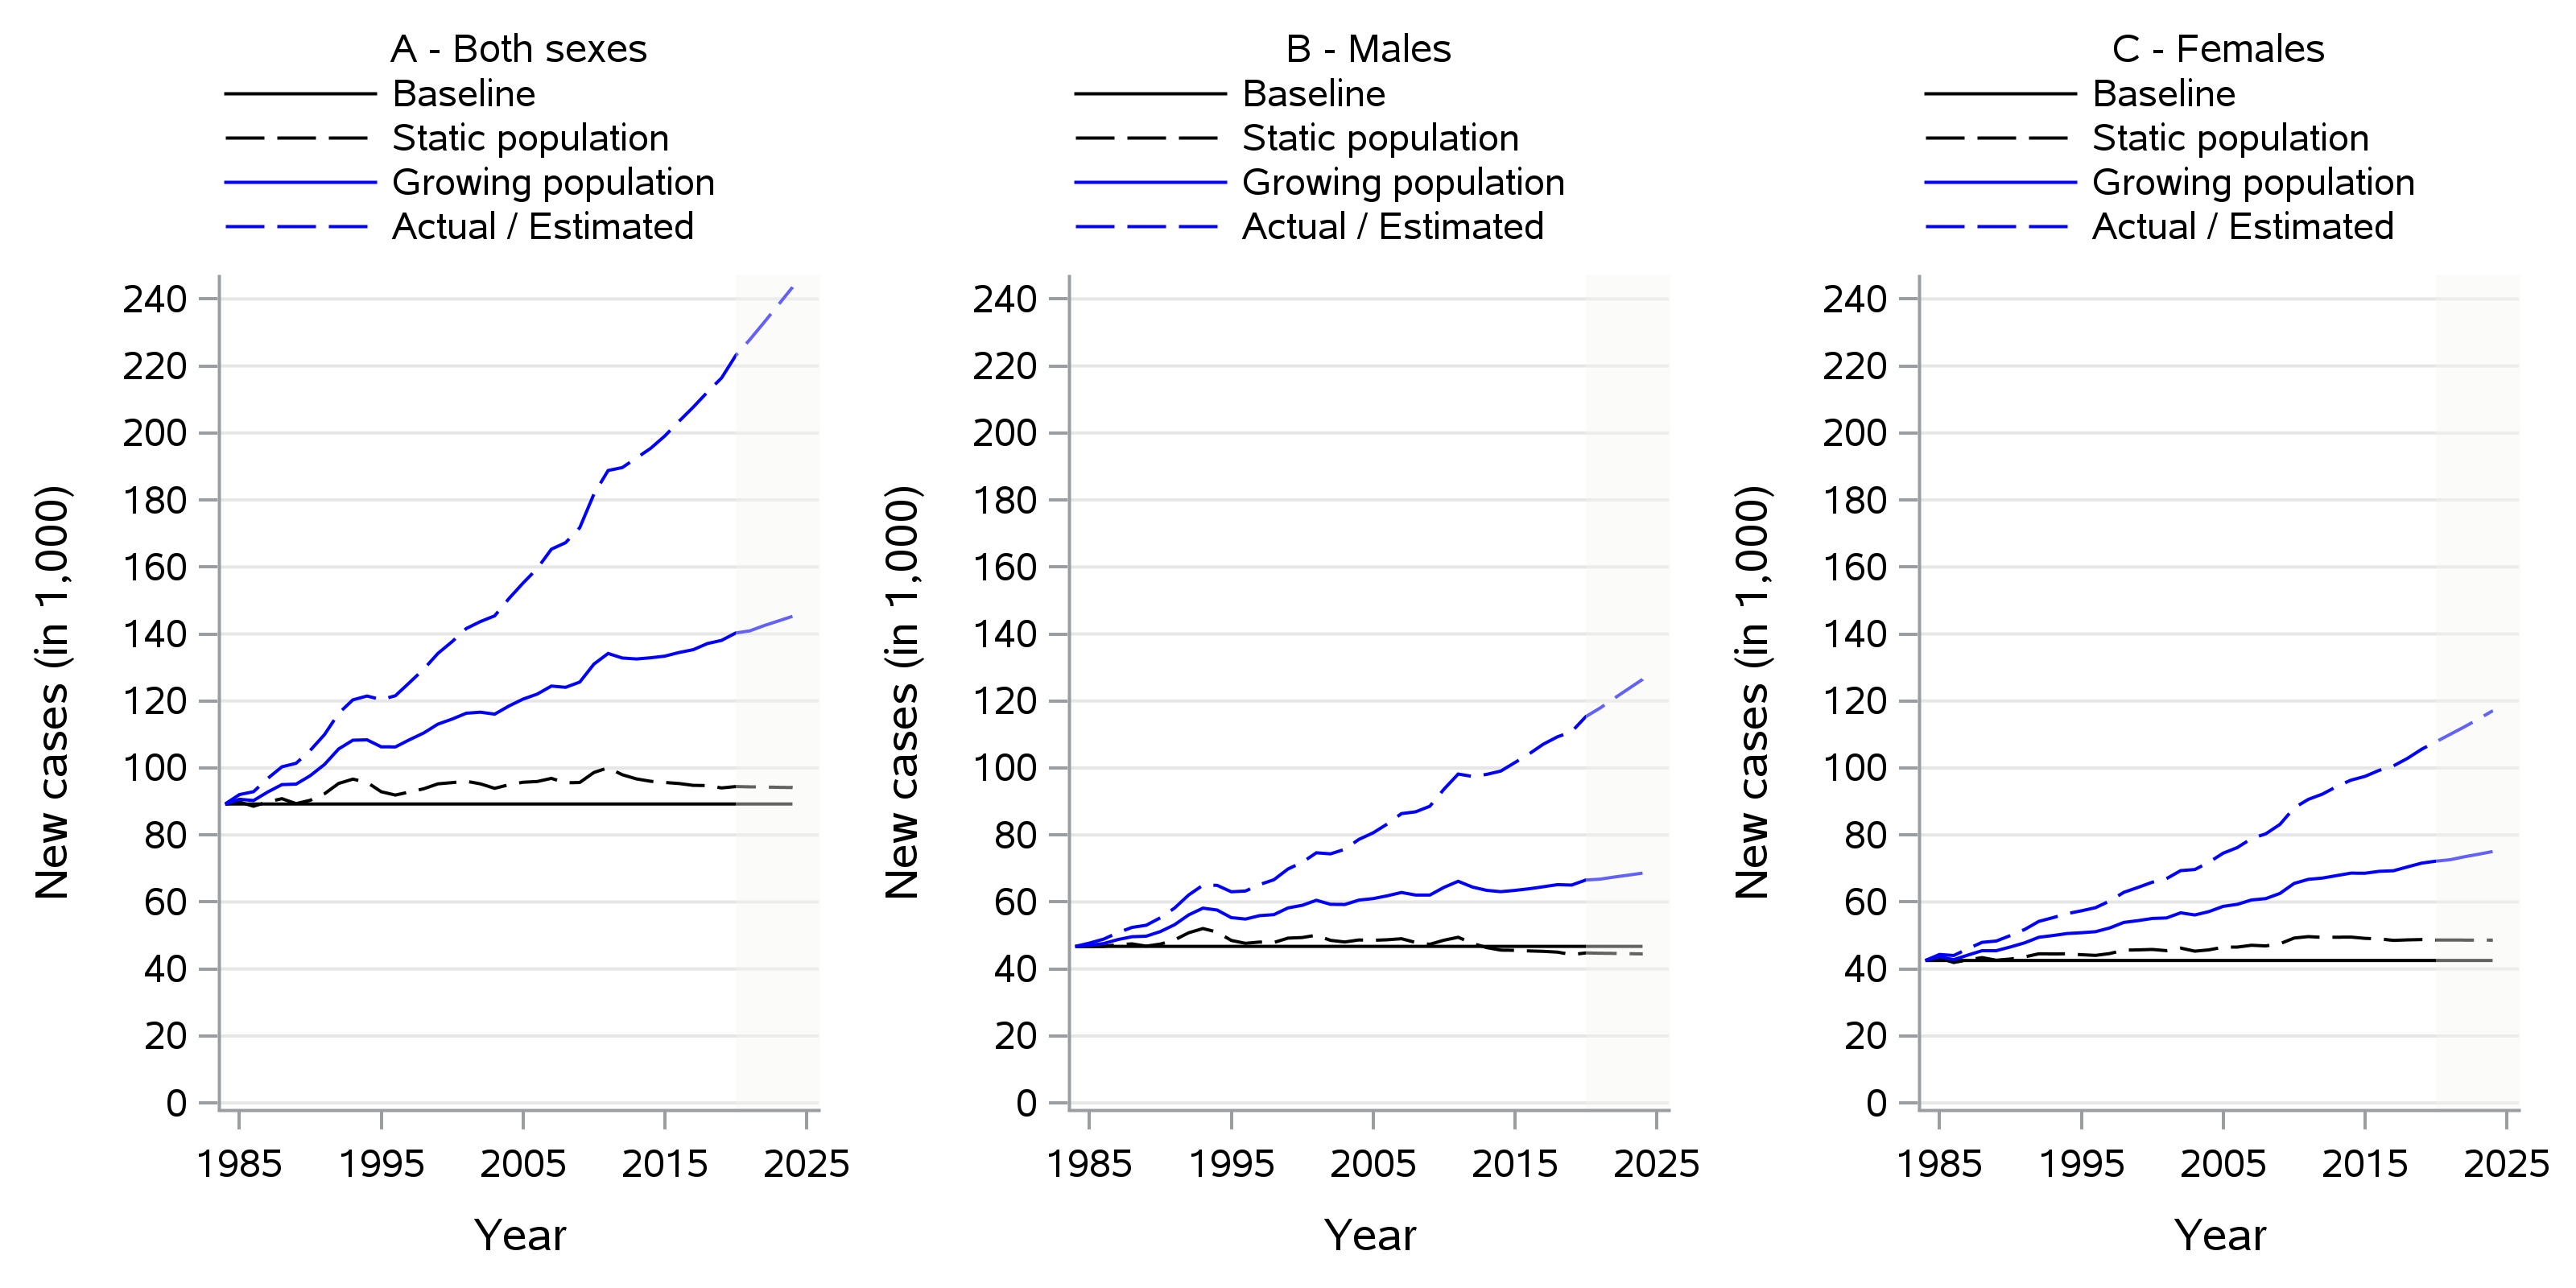 A - Both sexes
Baseline
Static population
Growing population
Actual / Estimated
New cases (in 1,000)
240
220
200
180
160
140
120
100
80
60
40
20
0
1985 1995 2005 2015 2025
Year
B - Males
Baseline
Static population
Growing population
Actual / Estimated
New cases (in 1,000)
240
220
200
180
160
140
120
100
80
60
40
20
0
1985 1995 2005 2015 2025
Year
C - Females
Baseline
Static population
Growing population
Actual / Estimated
New cases (in 1,000)
240
220
200
180
160
140
120
100
80
60
40
20
0
1985 1995 2005 2015 2025
Year